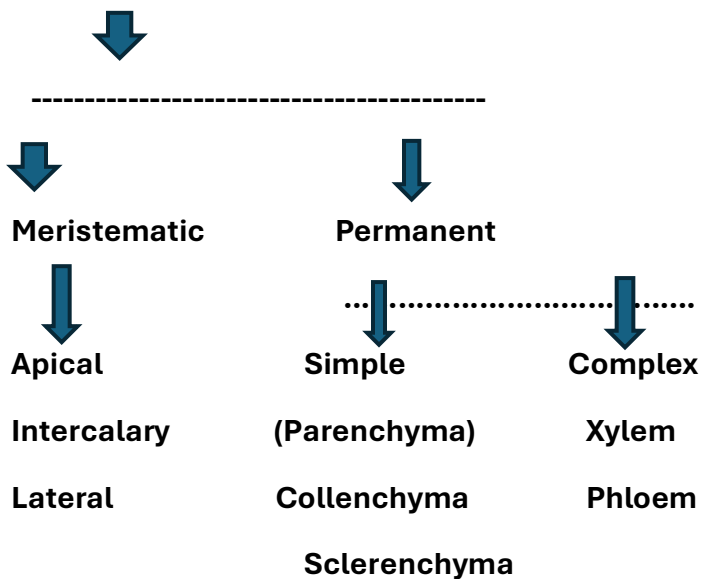 Meristematic Permanent
Apical Simple Complex
Intercalary (Parenchyma) Xylem
Lateral Collenchyma Phloem
Sclerenchyma